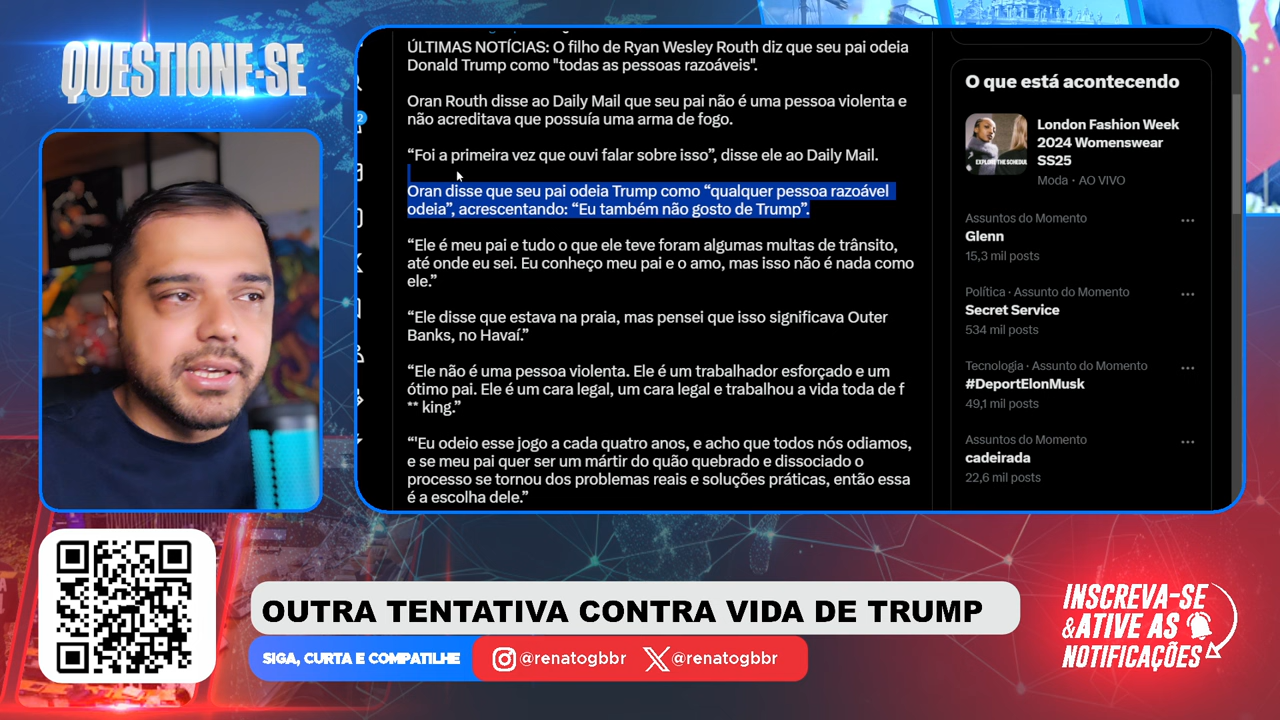 QUESTIONE-SE
ÚLTIMAS NOTÍCIAS: O filho de Ryan Wesley Routh diz que seu pai odeia
Donald Trump como "todas as pessoas razoáveis".
Oran Routh disse ao Daily Mail que seu pai não é uma pessoa violenta e
não acreditava que possuía uma arma de fogo.
“Foi a primeira vez que ouvi falar sobre isso”, disse ele ao Daily Mail.
Oran disse que seu pai odeia Trump como “qualquer pessoa razoável
odeia”, acrescentando: “Eu também não gosto de Trump”.
“Ele é meu pai e tudo o que ele teve foram algumas multas de trânsito,
até onde eu sei. Eu conheço meu pai e o amo, mas isso não é nada como
ele.”
“Ele disse que estava na praia, mas pensei que isso significava Outer
Banks, no Havaí.”
“Ele não é uma pessoa violenta. Ele é um trabalhador esforçado e um
ótimo pai. Ele é um cara legal, um cara legal e trabalhou a vida toda de f
** king.”
“'Eu odeio esse jogo a cada quatro anos, e acho que todos nós odiamos,
e se meu pai quer ser um mártir do quão quebrado e dissociado o
processo se tornou dos problemas reais e soluções práticas, então essa
é a escolha dele.”
2
O que está acontecendo
EXPLORE THE SCHEDUL
London Fashion Week
2024 Womenswear
SS25
Moda · AO VIVO
Assuntos do Momento
Glenn
15,3 mil posts
Política · Assunto do Momento
Secret Service
534 mil posts
Tecnologia · Assunto do Momento
#DeportElonMusk
49,1 mil posts
Assuntos do Momento
cadeirada
22,6 mil posts
OUTRA TENTATIVA CONTRA VIDA DE TRUMP
SIGA, CURTA E COMPATILHE
@renatogbbr
@renatogbbr
INSCREVA-SE
&ATIVE AS
NOTIFICAÇÕES